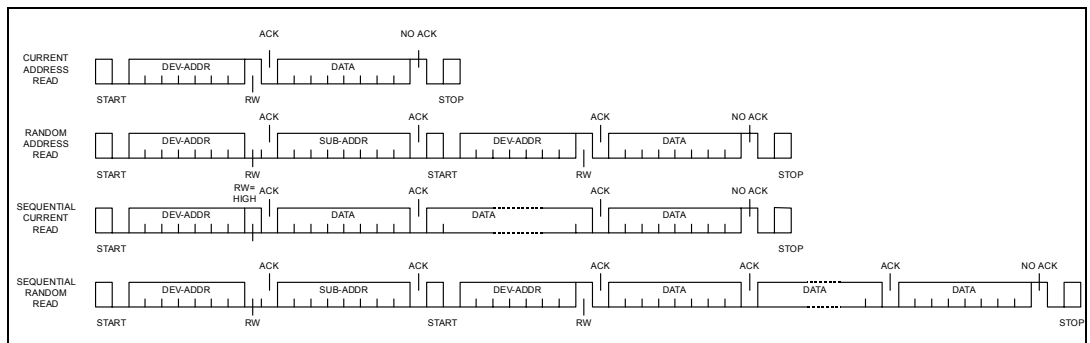 ACK NO ACK
CURRENT
ADDRESS
READ
DEV-ADDR DATA
START RW STOP
ACK ACK ACK NO ACK
RANDOM
ADDRESS
READ
DEV-ADDR SUB-ADDR DEV-ADDR DATA
START RW START RW STOP
RW=
HIGH
ACK ACK ACK NO ACK
SEQUENTIAL
CURRENT
READ
DEV-ADDR DATA DATA DATA
START STOP
ACK ACK ACK ACK ACK NO ACK
SEQUENTIAL
RANDOM
READ
DEV-ADDR SUB-ADDR DEV-ADDR DATA DATA DATA
START RW START RW STOP